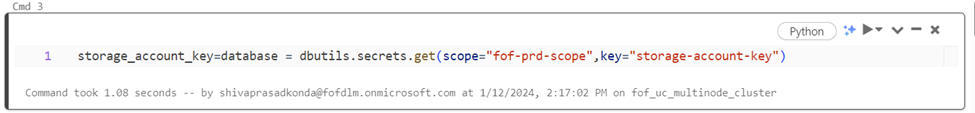 Cmd 3
Python
1 storage_account_key=database = dbutils.secrets.get(scope="fof-prd-scope",key="storage-account-key")
Command took 1.08 seconds -- by shivaprasadkonda@fofdlm.onmicrosoft.com at 1/12/2024, 2:17:02 PM on fof_uc_multinode_cluster